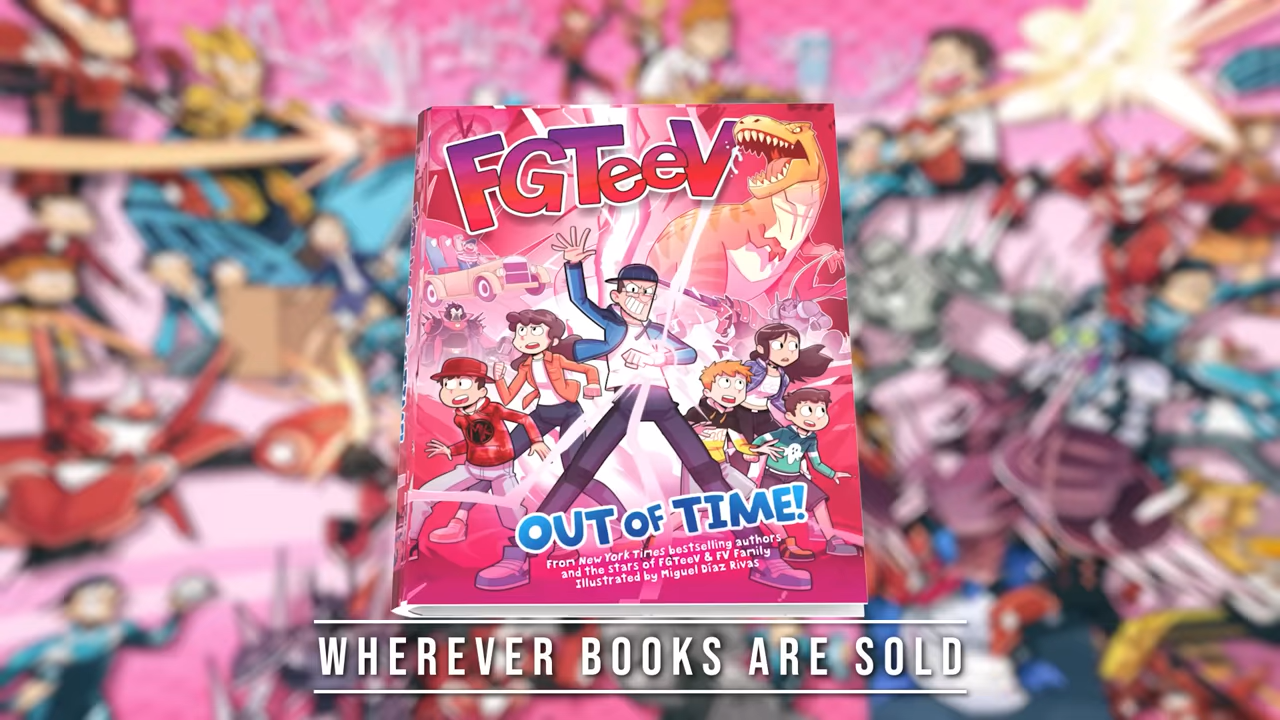 FGTeeV
OUT OF TIME!
From New York Times bestselling authors
and the stars of FGTeeV & FV Family
Illustrated by Miguel Díaz Rivas
WHEREVER BOOKS ARE SOLD